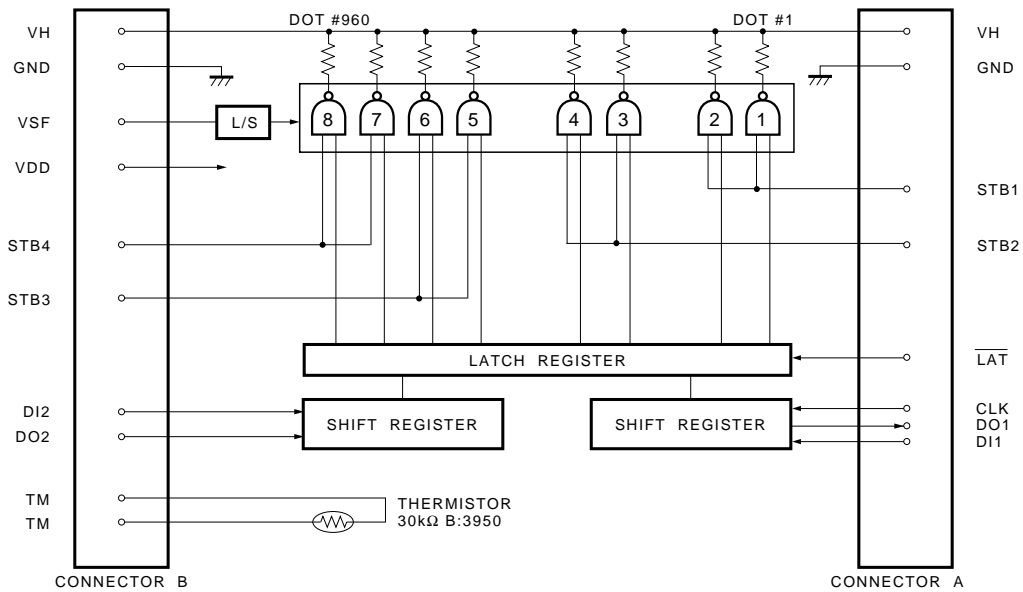 DOT #960
DOT #1
VH
GND
VSF
VDD
STB4
STB3
DI2
DO2
TM
TM
L/S
8
7
6
5
4
3
2
1
LATCH REGISTER
SHIFT REGISTER
SHIFT REGISTER
THERMISTOR
30kΩ B:3950
VH
GND
STB1
STB2
L̅A̅T̅
CLK
DO1
DI1
CONNECTOR B
CONNECTOR A